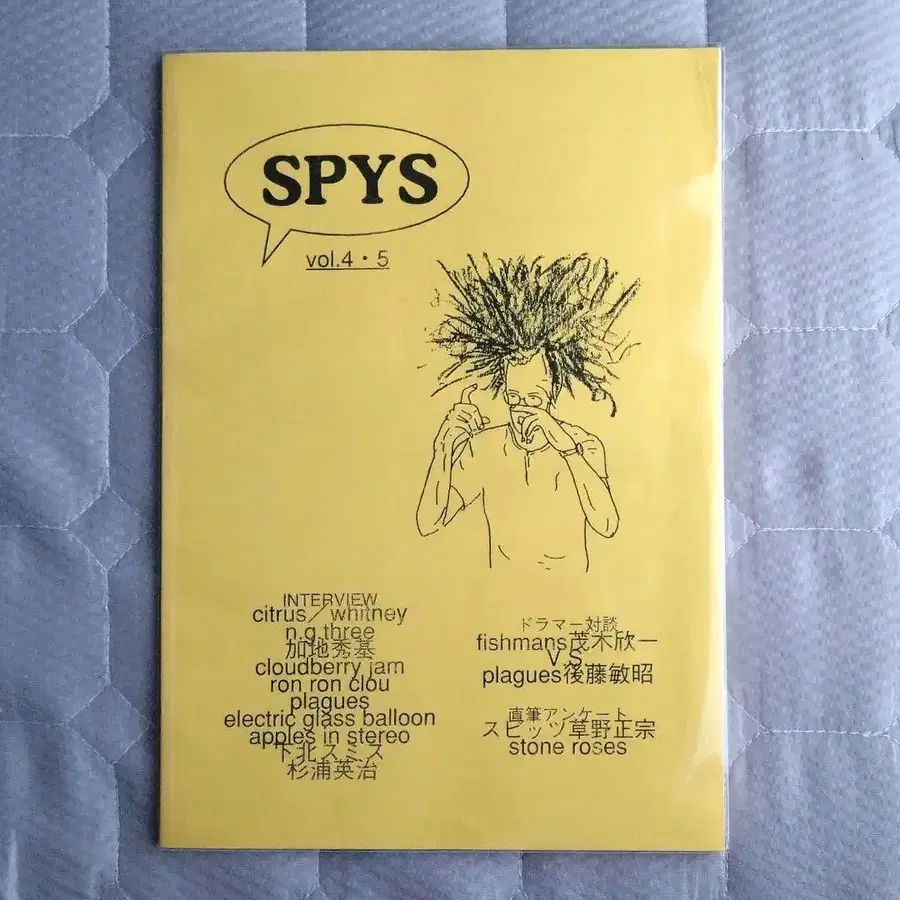 SPYS
vol.4・5
INTERVIEW
citrus／whitney
n.g.three
加地秀基
cloudberry jam
ron ron clou
plagues
electric glass balloon
apples in stereo
下北スミス
杉浦英治
ドラマー対談
fishmans茂木欣一
VS
plagues後藤敏昭
直筆アンケート
スピッツ草野正宗
stone roses